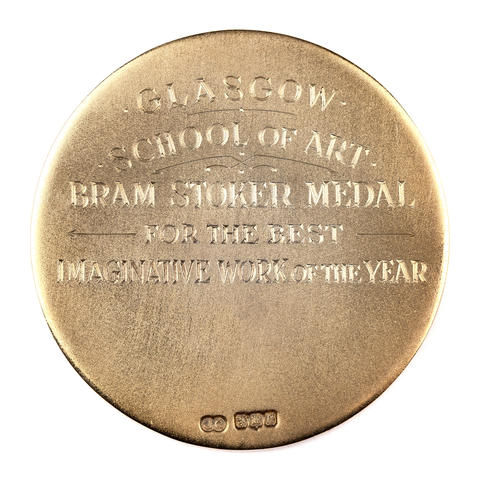 · GLASGOW ·
· SCHOOL OF ART ·
BRAM STOKER MEDAL
FOR THE BEST
IMAGINATIVE WORK OF THE YEAR